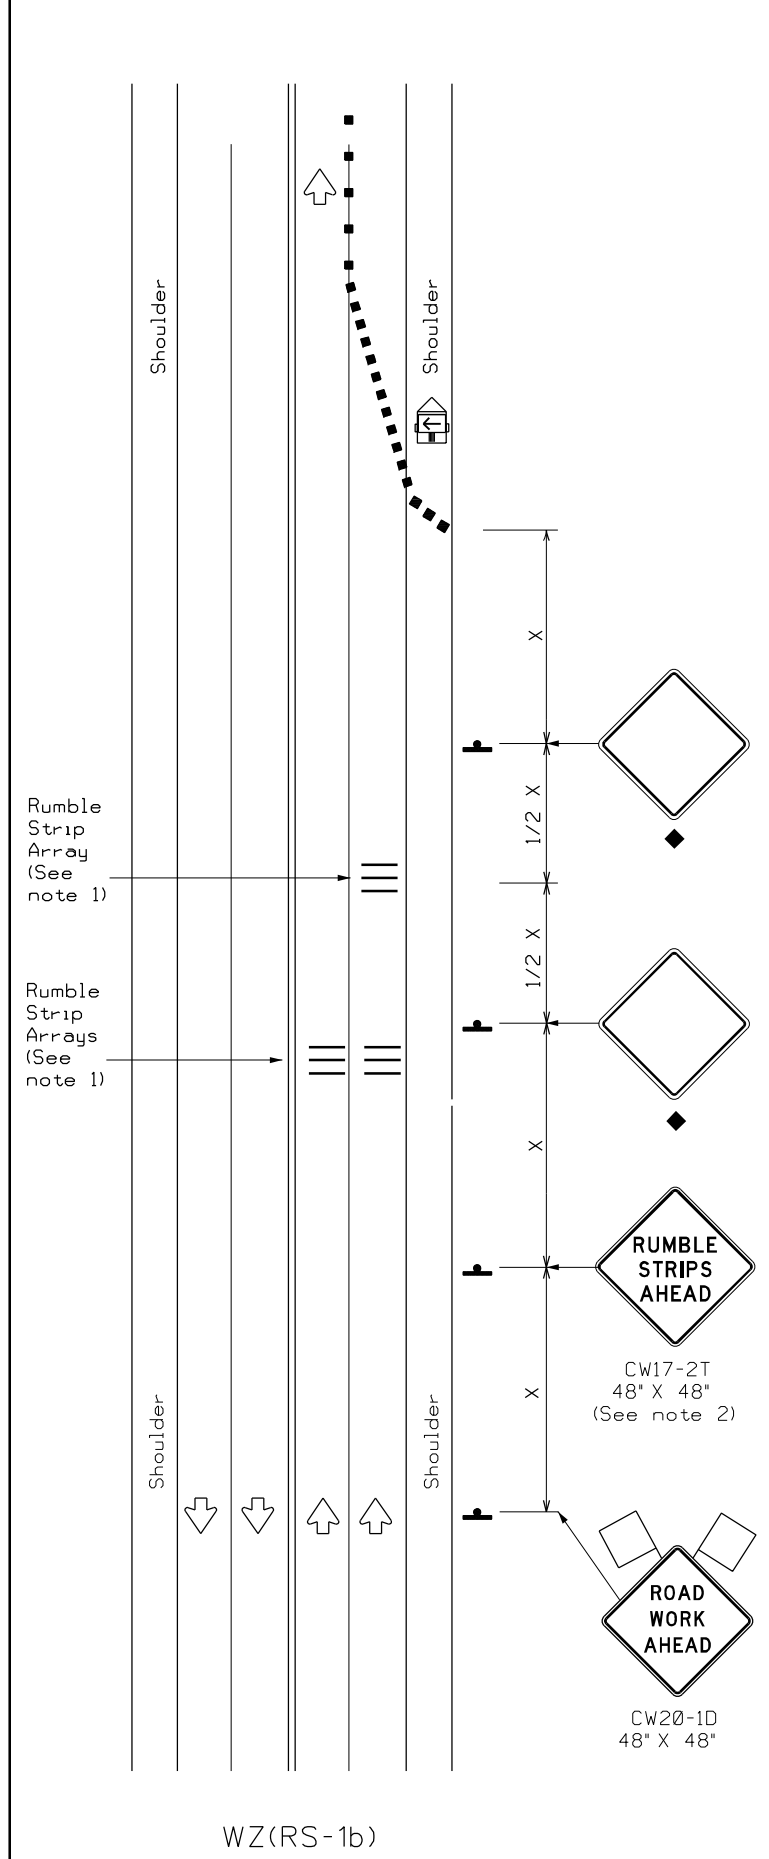 Shoulder
Shoulder
X
1/2 X
Rumble
Strip
Array
(See
note 1)
1/2 X
Rumble
Strip
Arrays
(See
note 1)
X
RUMBLE
STRIPS
AHEAD
CW17-2T
48" X 48"
(See note 2)
X
Shoulder
Shoulder
ROAD
WORK
AHEAD
CW20-1D
48" X 48"
WZ(RS-1b)